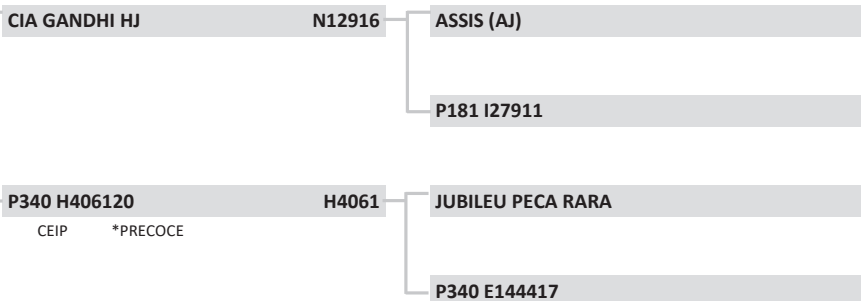 CIA GANDHI HJ N12916 ASSIS (AJ)
P181 I27911
P340 H406120 H4061 JUBILEU PECA RARA
CEIP *PRECOCE
P340 E144417